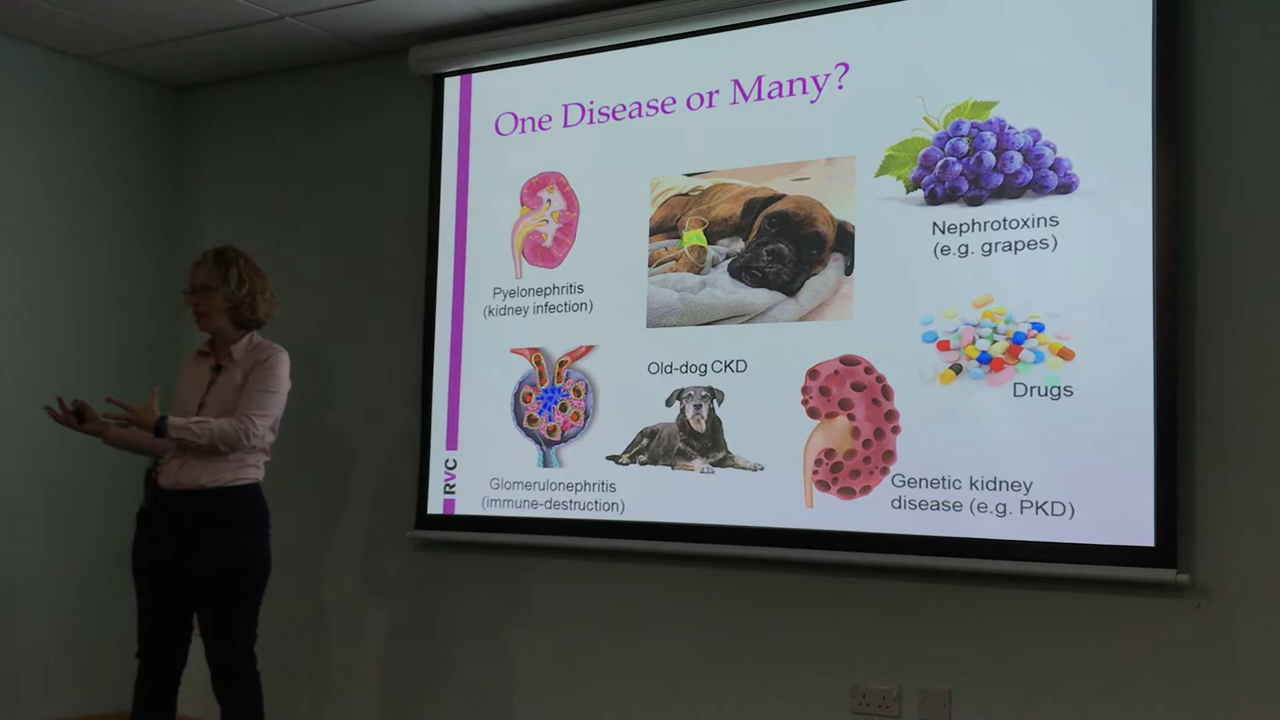 One Disease or Many?
Pyelonephritis
(kidney infection)
Nephrotoxins
(e.g. grapes)
Old-dog CKD
Drugs
Glomerulonephritis
(immune-destruction)
Genetic kidney
disease (e.g. PKD)
RVC